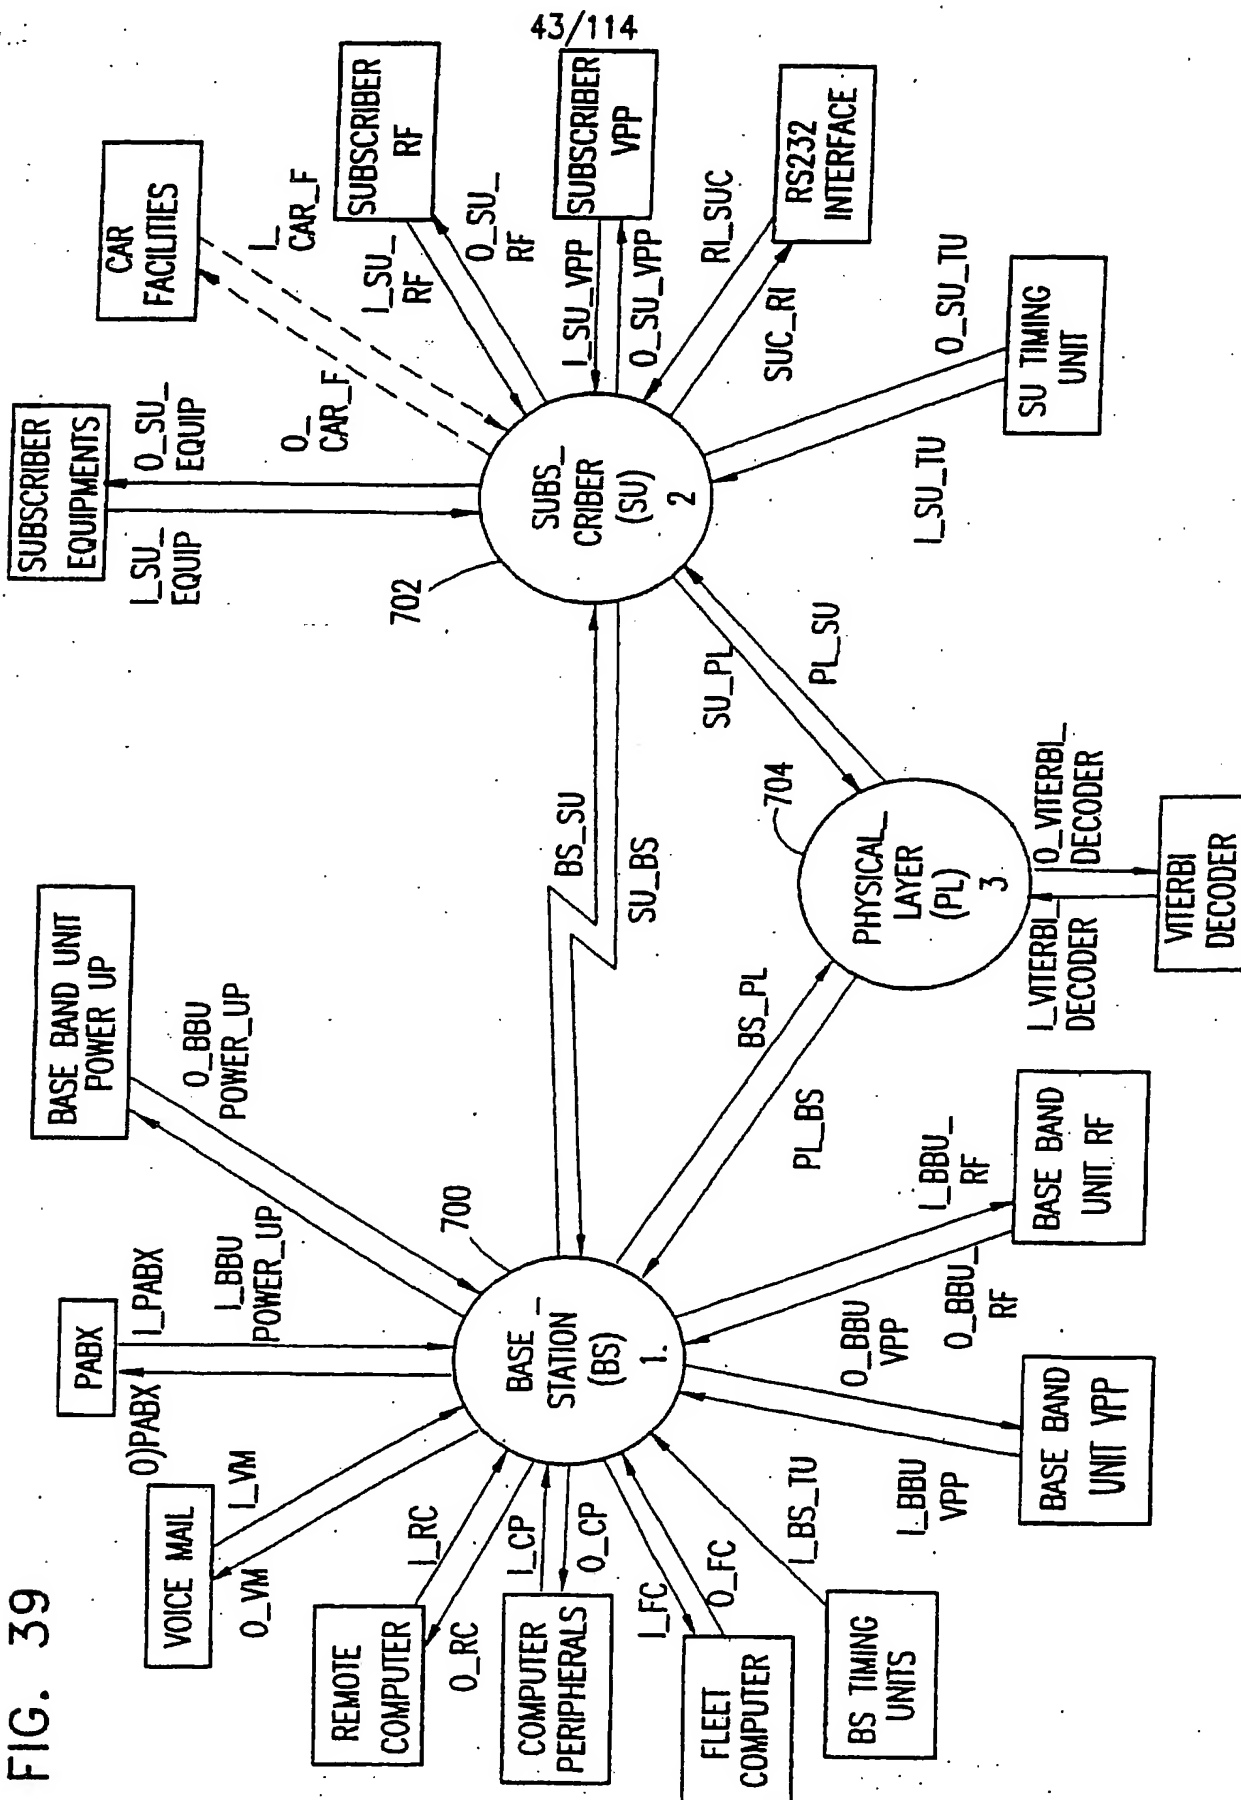 43/114
FIG. 39
VOICE MAIL
O_VM
I_VM
PABX
O)PABX
I_PABX
BASE BAND UNIT
POWER UP
I_BBU
POWER_UP
O_BBU
POWER_UP
REMOTE
COMPUTER
I_RC
O_RC
COMPUTER
PERIPHERALS
I_CP
O_CP
FLEET
COMPUTER
I_FC
O_FC
BS TIMING
UNITS
I_BS_TU
BASE BAND
UNIT VPP
I_BBU
VPP
O_BBU
VPP
BASE BAND
UNIT RF
O_BBU_
RF
I_BBU_
RF
700
BASE_
STATION
(BS)
1.
BS_SU
SU_BS
BS_PL
PL_BS
704
PHYSICAL_
LAYER
(PL)
3
I_VITERBI_
DECODER
O_VITERBI_
DECODER
VITERBI
DECODER
SU_PL
PL_SU
702
SUBS_
CRIBER
(SU)
2
SUBSCRIBER
EQUIPMENTS
I_SU_
EQUIP
O_SU_
EQUIP
CAR
FACILITIES
O_
CAR_F
I_
CAR_F
SUBSCRIBER
RF
I_SU_
RF
O_SU_
RF
SUBSCRIBER
VPP
I_SU_VPP
O_SU_VPP
RS232
INTERFACE
RI_SUC
SUC_RI
SU TIMING
UNIT
I_SU_TU
O_SU_TU